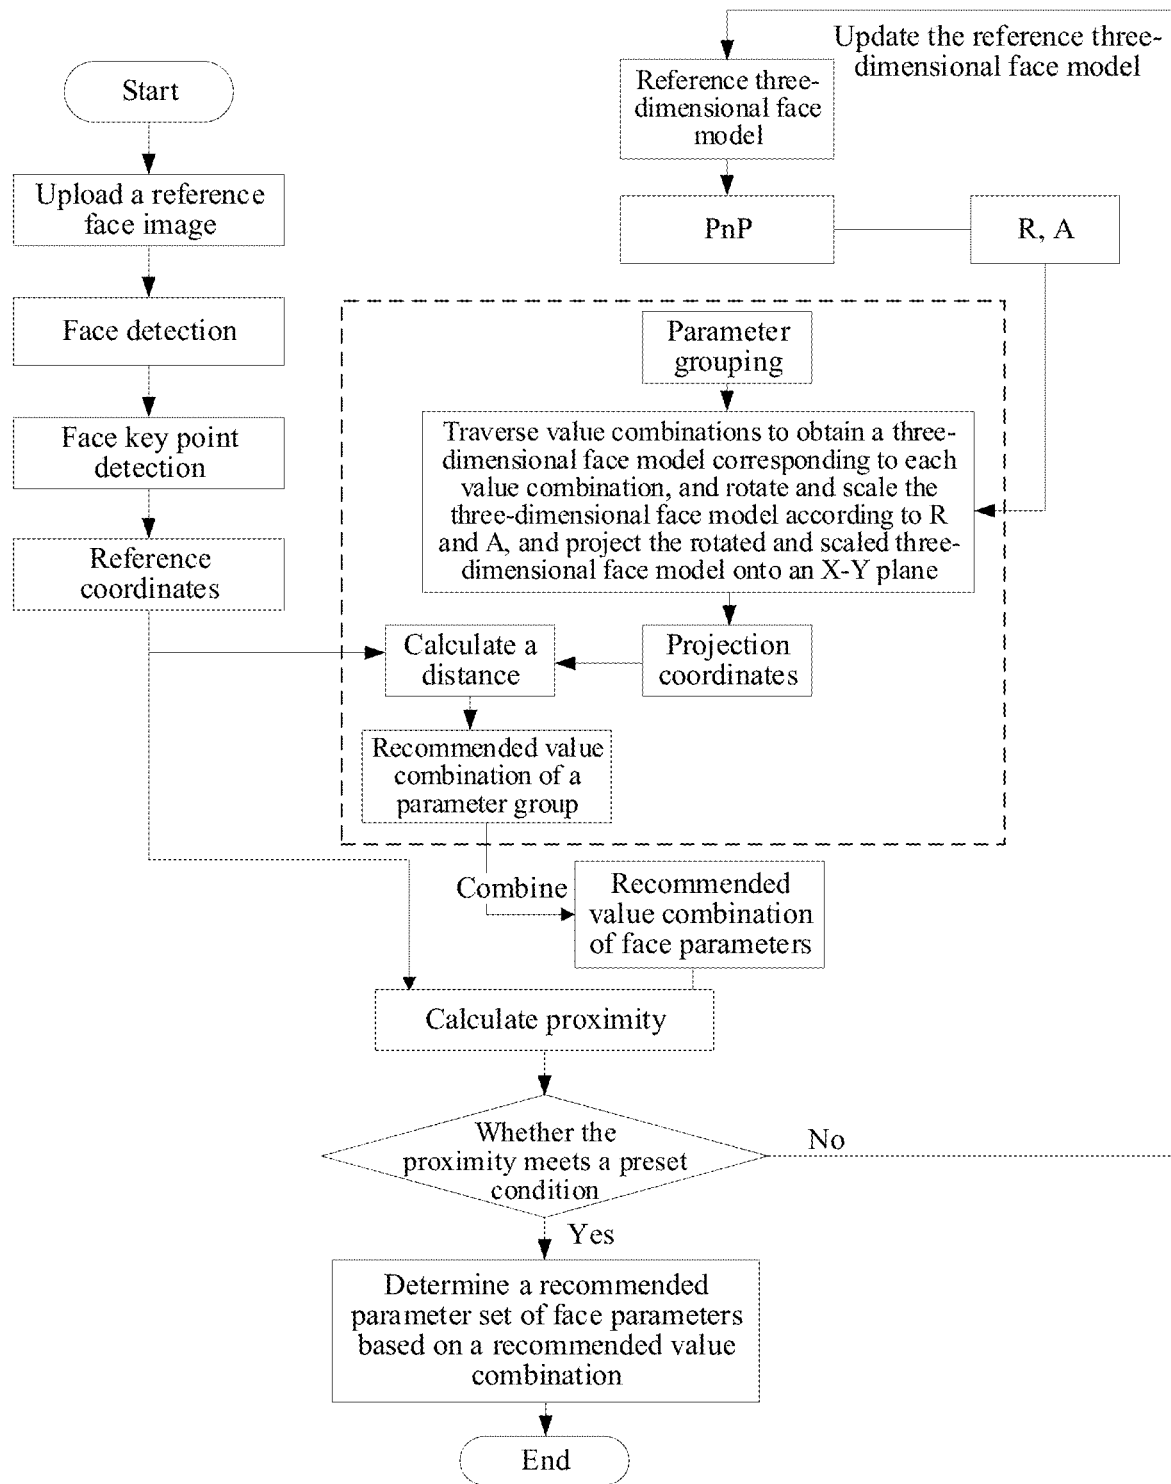 Update the reference three-
dimensional face model
Start
Reference three-
dimensional face
model
Upload a reference
face image
PnP
R, A
Face detection
Parameter
grouping
Face key point
detection
Traverse value combinations to obtain a three-
dimensional face model corresponding to each
value combination, and rotate and scale the
three-dimensional face model according to R
and A, and project the rotated and scaled three-
dimensional face model onto an X-Y plane
Reference
coordinates
Calculate a
distance
Projection
coordinates
Recommended value
combination of a
parameter group
Combine
Recommended
value combination
of face parameters
Calculate proximity
Whether the
proximity meets a preset
condition
No
Yes
Determine a recommended
parameter set of face parameters
based on a recommended value
combination
End